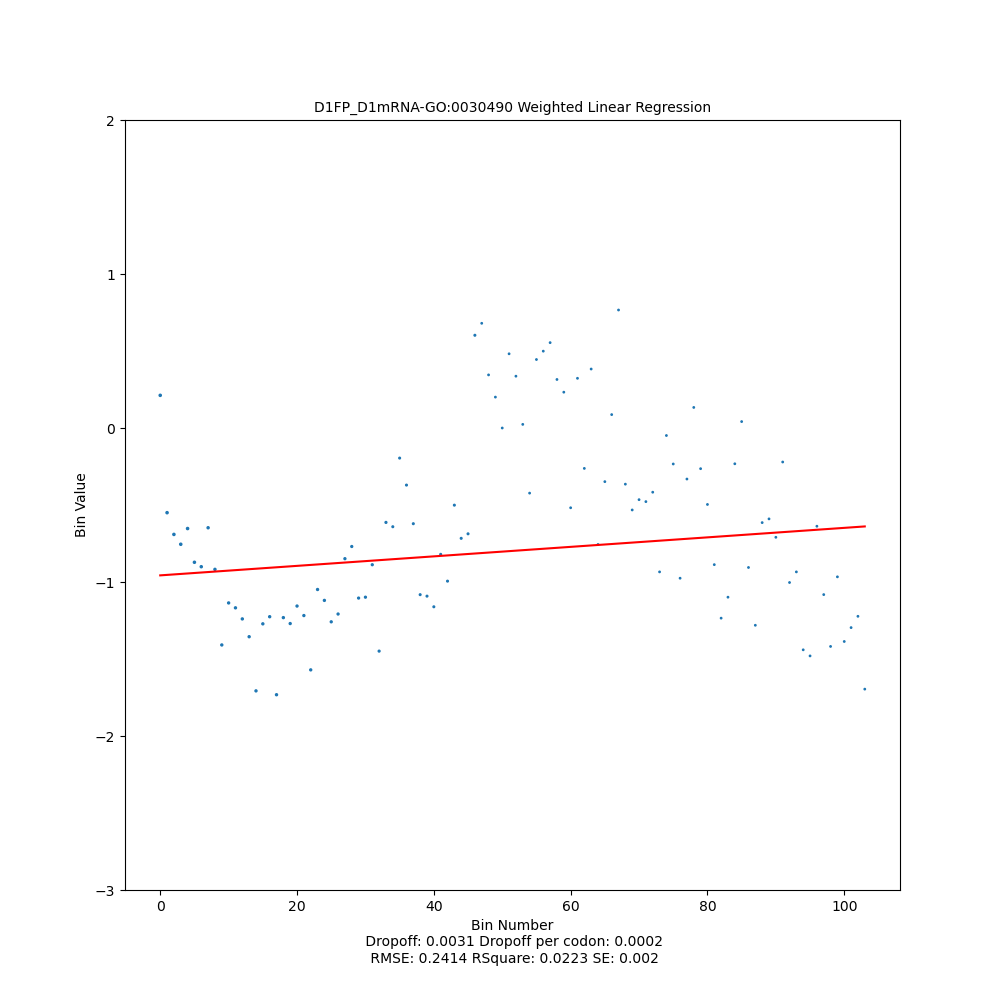 D1FP_D1mRNA-GO:0030490 Weighted Linear Regression
2
1
0
−1
−2
−3
Bin Value
0 20 40 60 80 100
Bin Number
Dropoff: 0.0031 Dropoff per codon: 0.0002
RMSE: 0.2414 RSquare: 0.0223 SE: 0.002